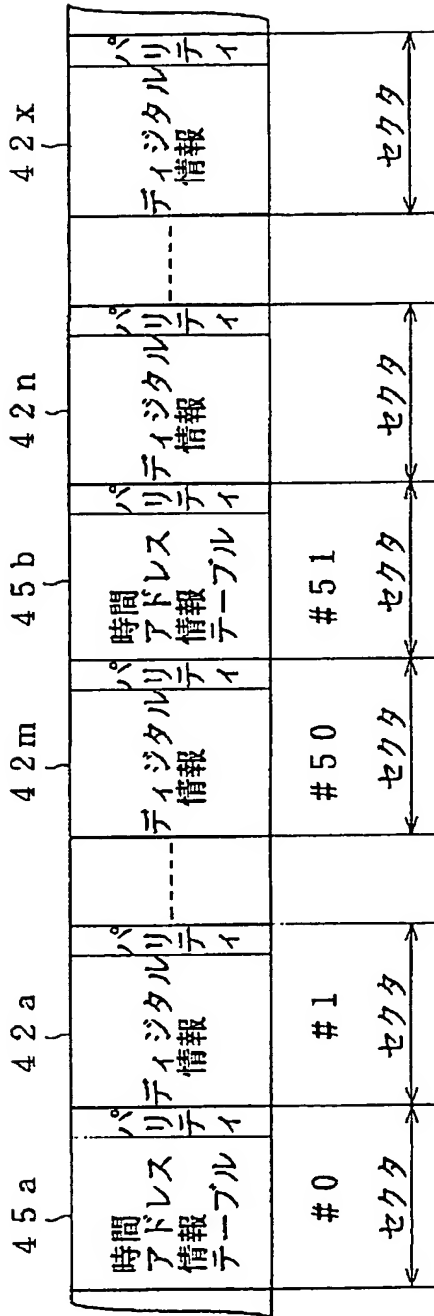 45a 42a 42m 45b 42n 42x
時間
アドレス
情報
テーブル
パリティ
ディジタル
情報
パリティ
ディジタル
情報
パリティ
時間
アドレス
情報
テーブル
パリティ
ディジタル
情報
パリティ
ディジタル
情報
パリティ
#0 #1 #50 #51
セクタ セクタ セクタ セクタ セクタ セクタ